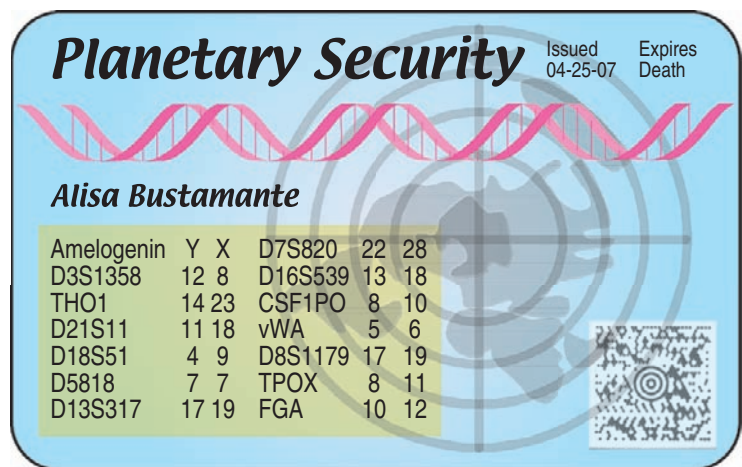 Planetary Security
Issued Expires
04-25-07 Death
Alisa Bustamante
Amelogenin Y X D7S820 22 28
D3S1358 12 8 D16S539 13 18
THO1 14 23 CSF1PO 8 10
D21S11 11 18 vWA 5 6
D18S51 4 9 D8S1179 17 19
D5818 7 7 TPOX 8 11
D13S317 17 19 FGA 10 12